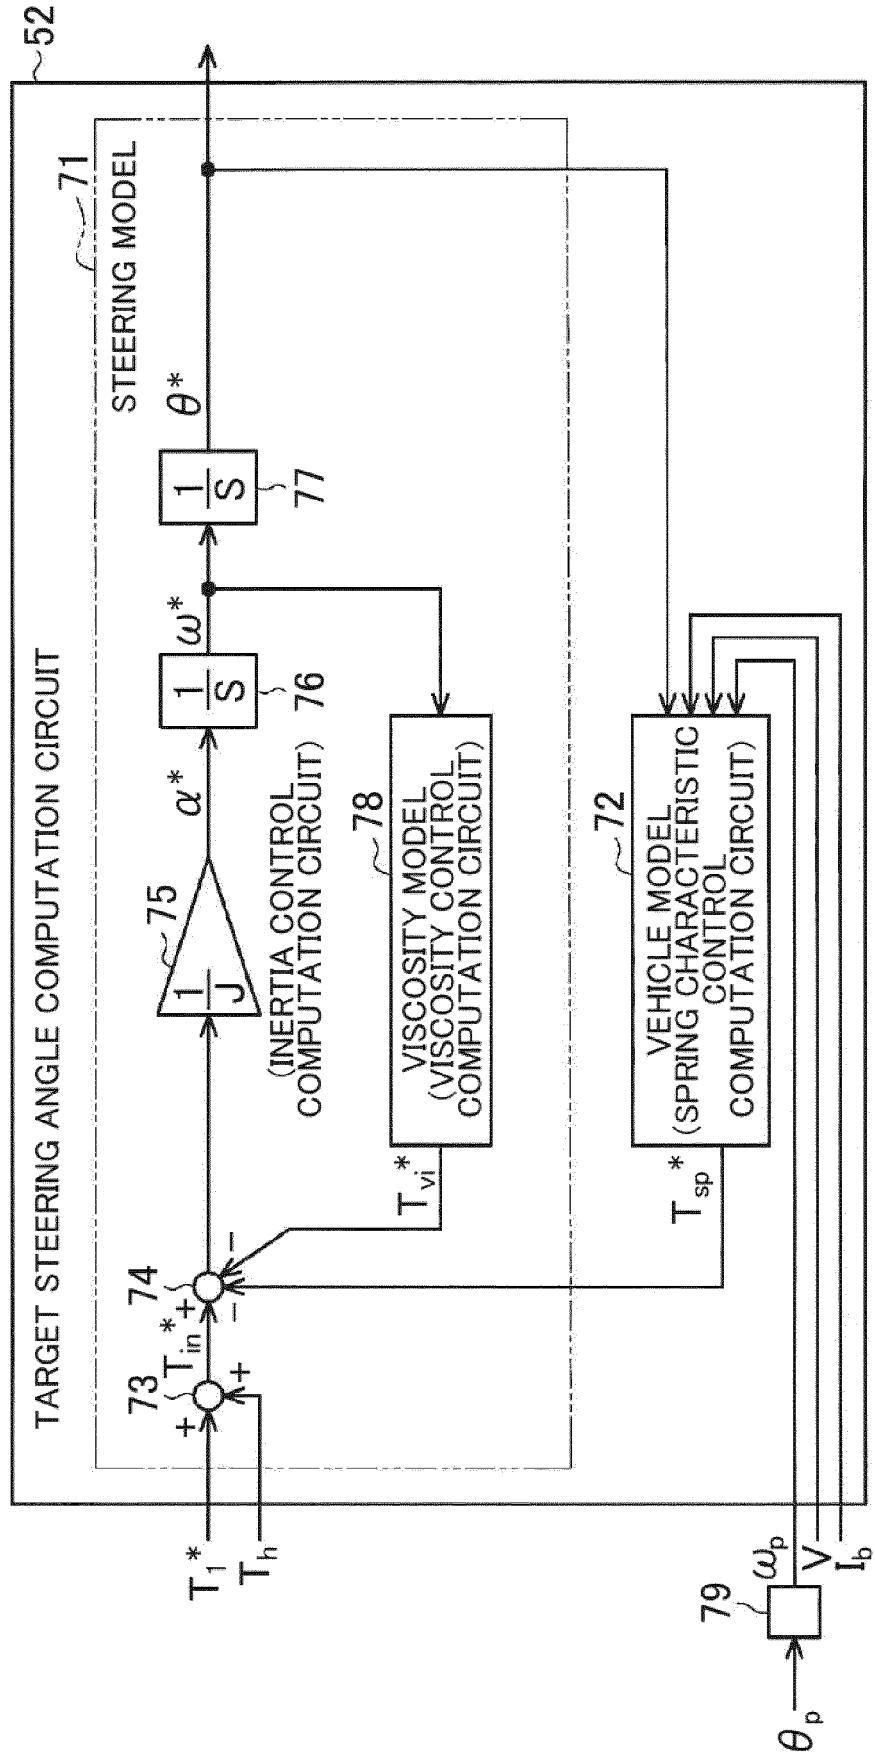 52
TARGET STEERING ANGLE COMPUTATION CIRCUIT
71
STEERING MODEL
T1*
Th
+
73
+
Tin*
+
74
−
−
75
1/J
(INERTIA CONTROL
COMPUTATION CIRCUIT)
α*
1/S
76
ω*
1/S
77
θ*
78
VISCOSITY MODEL
(VISCOSITY CONTROL
COMPUTATION CIRCUIT)
Tvi*
72
VEHICLE MODEL
(SPRING CHARACTERISTIC
CONTROL
COMPUTATION CIRCUIT)
Tsp*
θp
79
ωp
V
Ib